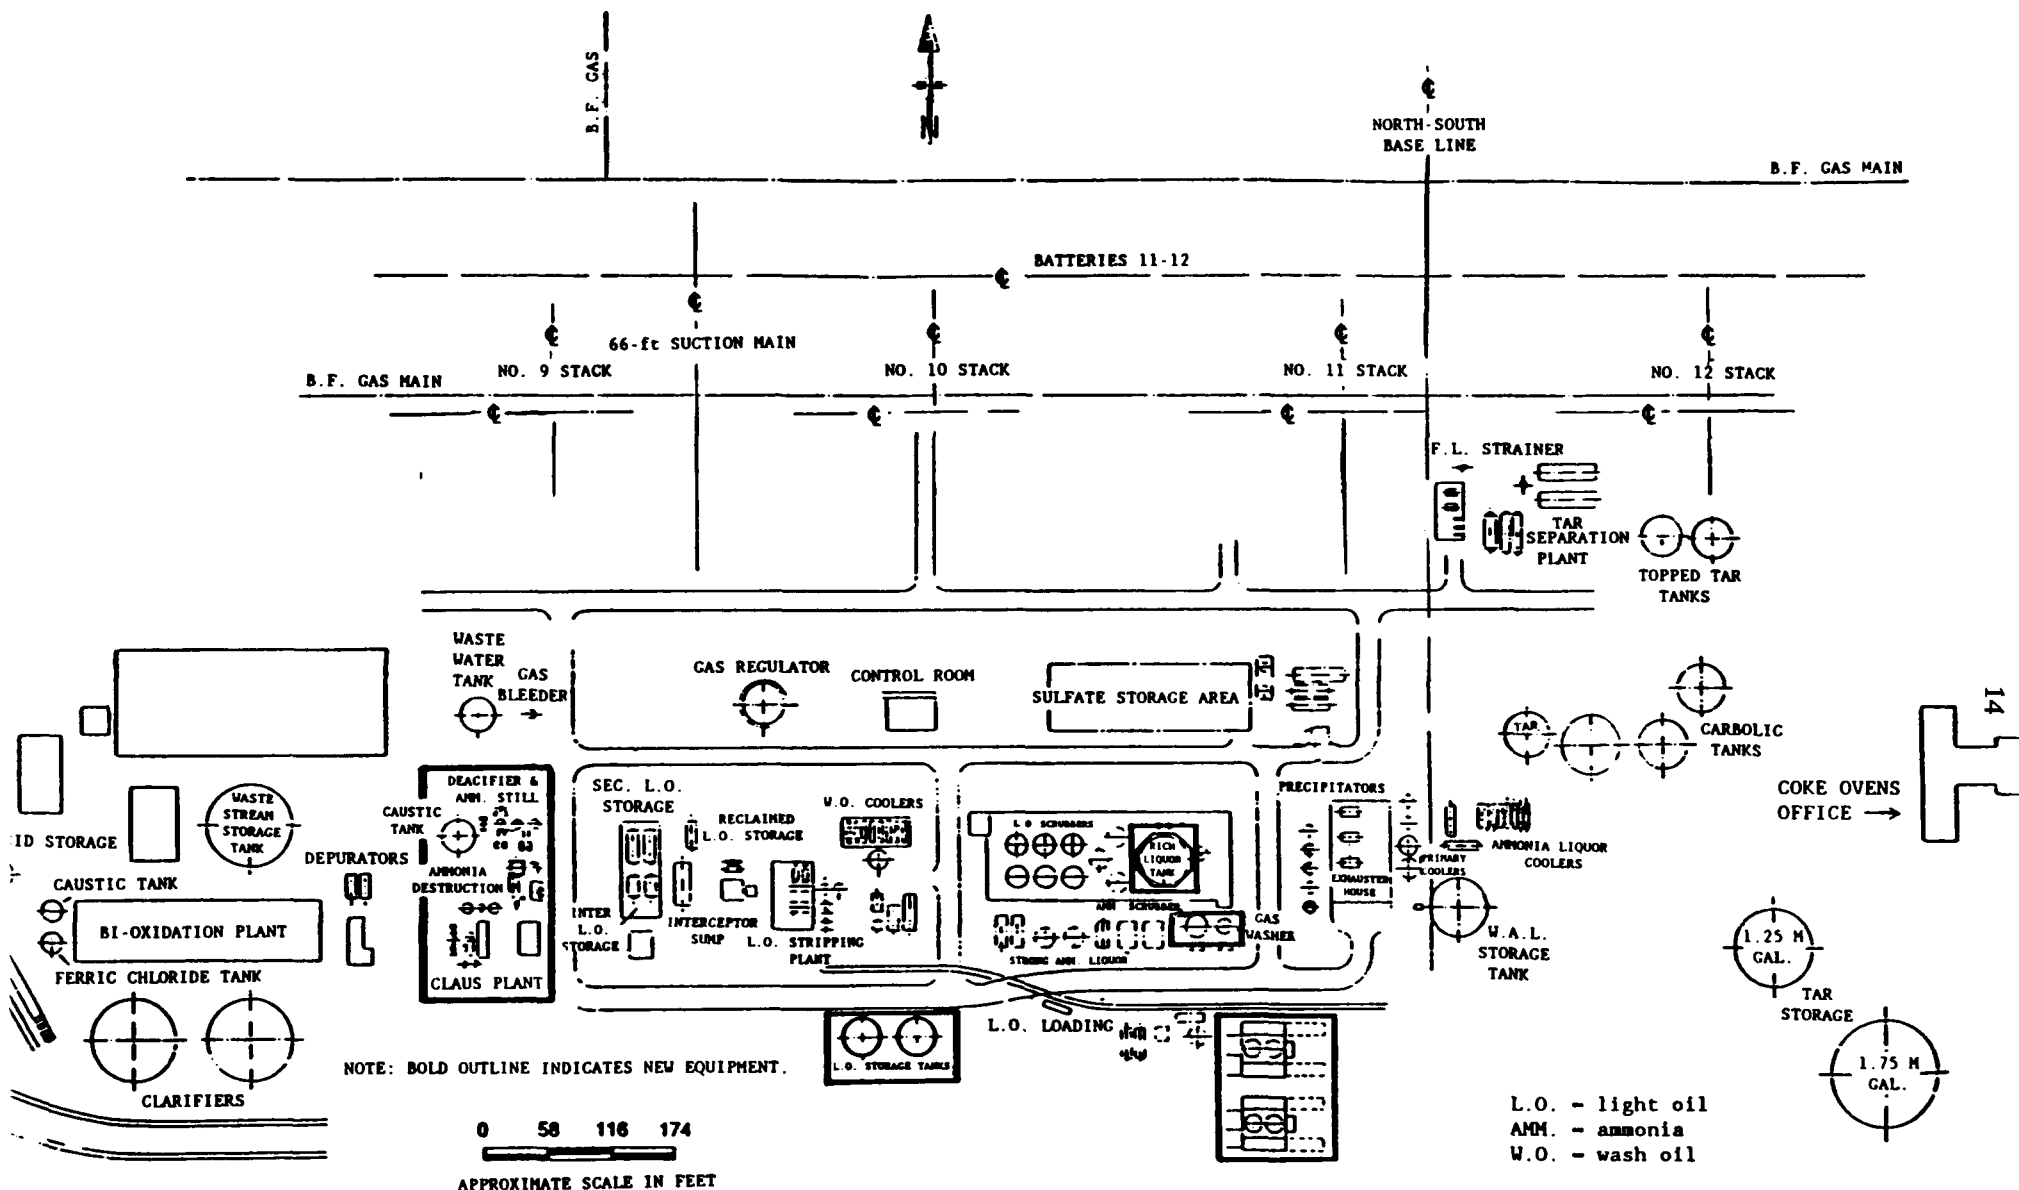 B.F. GAS
N
NORTH-SOUTH
BASE LINE
B.F. GAS MAIN
BATTERIES 11-12
66-ft SUCTION MAIN
NO. 9 STACK
NO. 10 STACK
NO. 11 STACK
NO. 12 STACK
B.F. GAS MAIN
F.L. STRAINER
TAR
SEPARATION
PLANT
TOPPED TAR
TANKS
WASTE
WATER
TANK
GAS
BLEEDER
GAS REGULATOR
CONTROL ROOM
SULFATE STORAGE AREA
TAR
CARBOLIC
TANKS
14
COKE OVENS
OFFICE
WASTE
STREAM
STORAGE
TANK
ID STORAGE
DEPURATORS
CAUSTIC TANK
BI-OXIDATION PLANT
FERRIC CHLORIDE TANK
CLARIFIERS
DEACIFIER &
AMM. STILL
CAUSTIC
TANK
AMMONIA
DESTRUCTION
CLAUS PLANT
SEC. L.O.
STORAGE
RECLAIMED
L.O. STORAGE
W.O. COOLERS
INTER
L.O.
STORAGE
INTERCEPTOR
SUMP
L.O. STRIPPING
PLANT
L.O. SCRUBBERS
RICH
LIQUOR
TANK
AMM SCRUBBER
GAS
WASHER
STRONG AMM. LIQUOR
PRECIPITATORS
EXHAUSTER
HOUSE
PRIMARY
COOLERS
AMMONIA LIQUOR
COOLERS
W.A.L.
STORAGE
TANK
1.25 M
GAL.
TAR
STORAGE
1.75 M
GAL.
L.O. LOADING
L.O. STORAGE TANKS
NOTE: BOLD OUTLINE INDICATES NEW EQUIPMENT.
0 58 116 174
APPROXIMATE SCALE IN FEET
L.O. - light oil
AMM. - ammonia
W.O. - wash oil